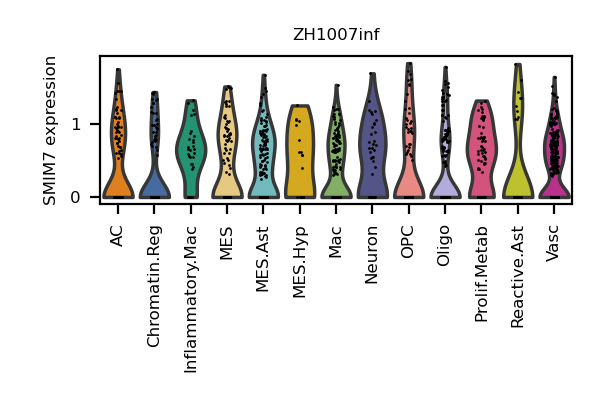 ZH1007inf
SMIM7 expression
1
0
AC
Chromatin.Reg
Inflammatory.Mac
MES
MES.Ast
MES.Hyp
Mac
Neuron
OPC
Oligo
Prolif.Metab
Reactive.Ast
Vasc